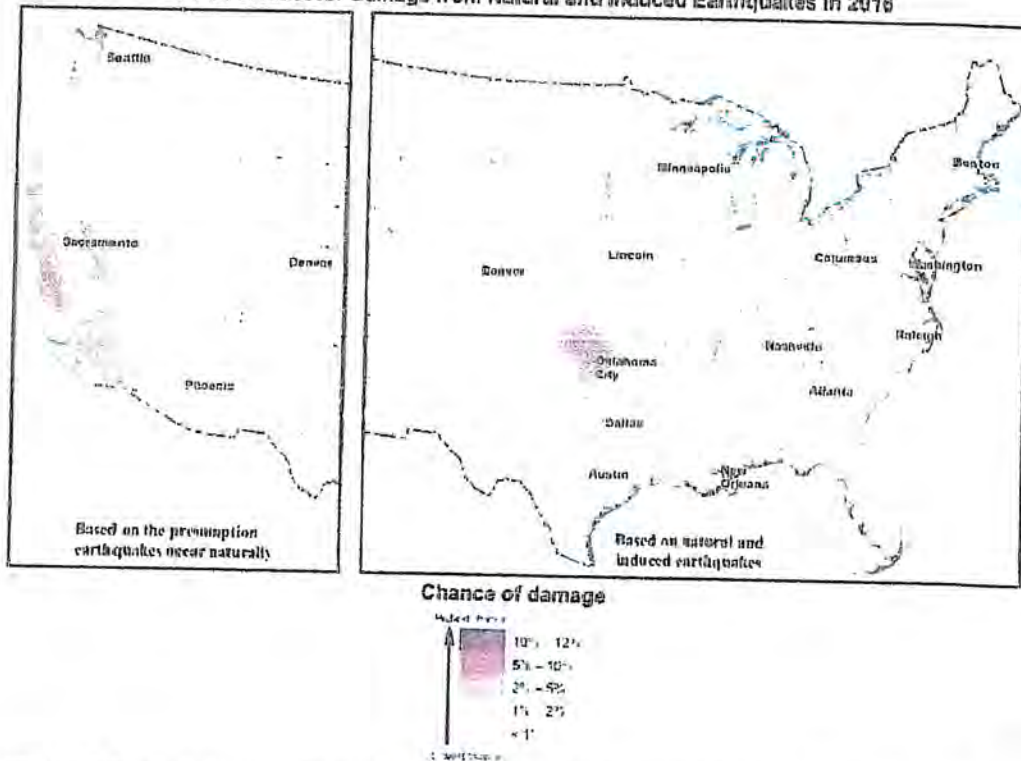 Damage from Natural and Induced Earthquakes in 2016
Seattle
Sacramento
Denver
Phoenix
Based on the presumption
earthquakes occur naturally
Minneapolis
Boston
Lincoln
Denver
Columbus
Washington
Oklahoma
City
Nashville
Raleigh
Atlanta
Dallas
Austin
New
Orleans
Based on natural and
induced earthquakes
Chance of damage
Highest
10% - 12%
5% - 10%
2% - 5%
1% - 2%
< 1%